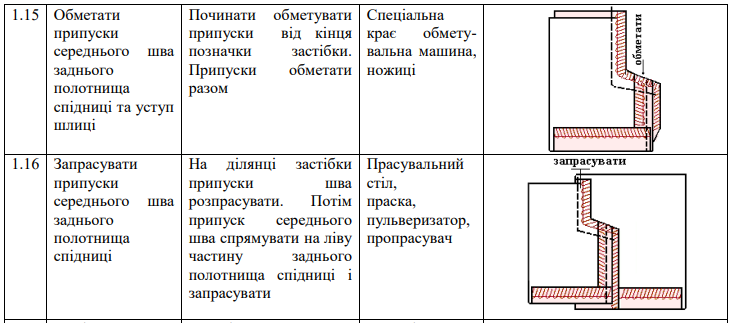 1.15
Обметати
припуски
середнього шва
заднього
полотнища
спідниці та уступ
шлиці
Починати обметувати
припуски від кінця
позначки застібки.
Припуски обметати
разом
Спеціальна
крає обмету-
вальна машина,
ножиці
обметати
1.16
Запрасувати
припуски
середнього шва
заднього
полотнища
спідниці
На ділянці застібки
припуски шва
розпрасувати. Потім
припуск середнього
шва спрямувати на ліву
частину заднього
полотнища спідниці і
запрасувати
Прасувальний
стіл,
праска,
пульверизатор,
пропрасувач
запрасувати